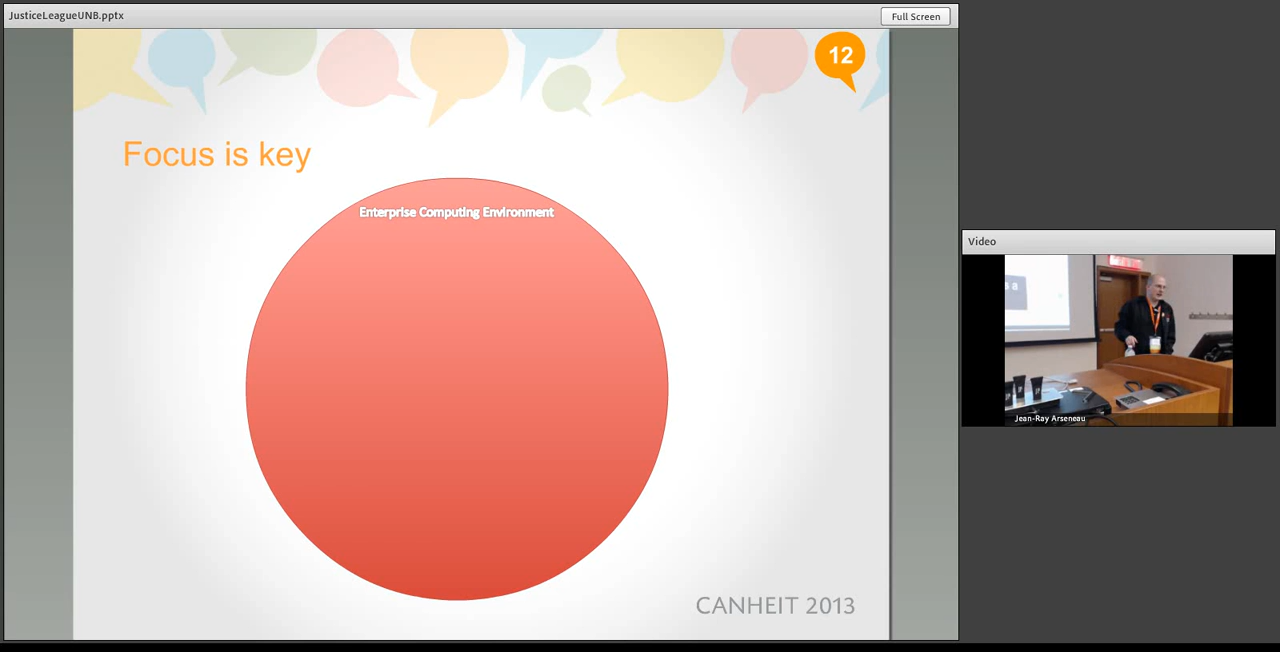 JusticeLeagueUNB.pptx
Full Screen
12
Focus is key
Enterprise Computing Environment
CANHEIT 2013
Video
s a
Jean-Ray Arseneau